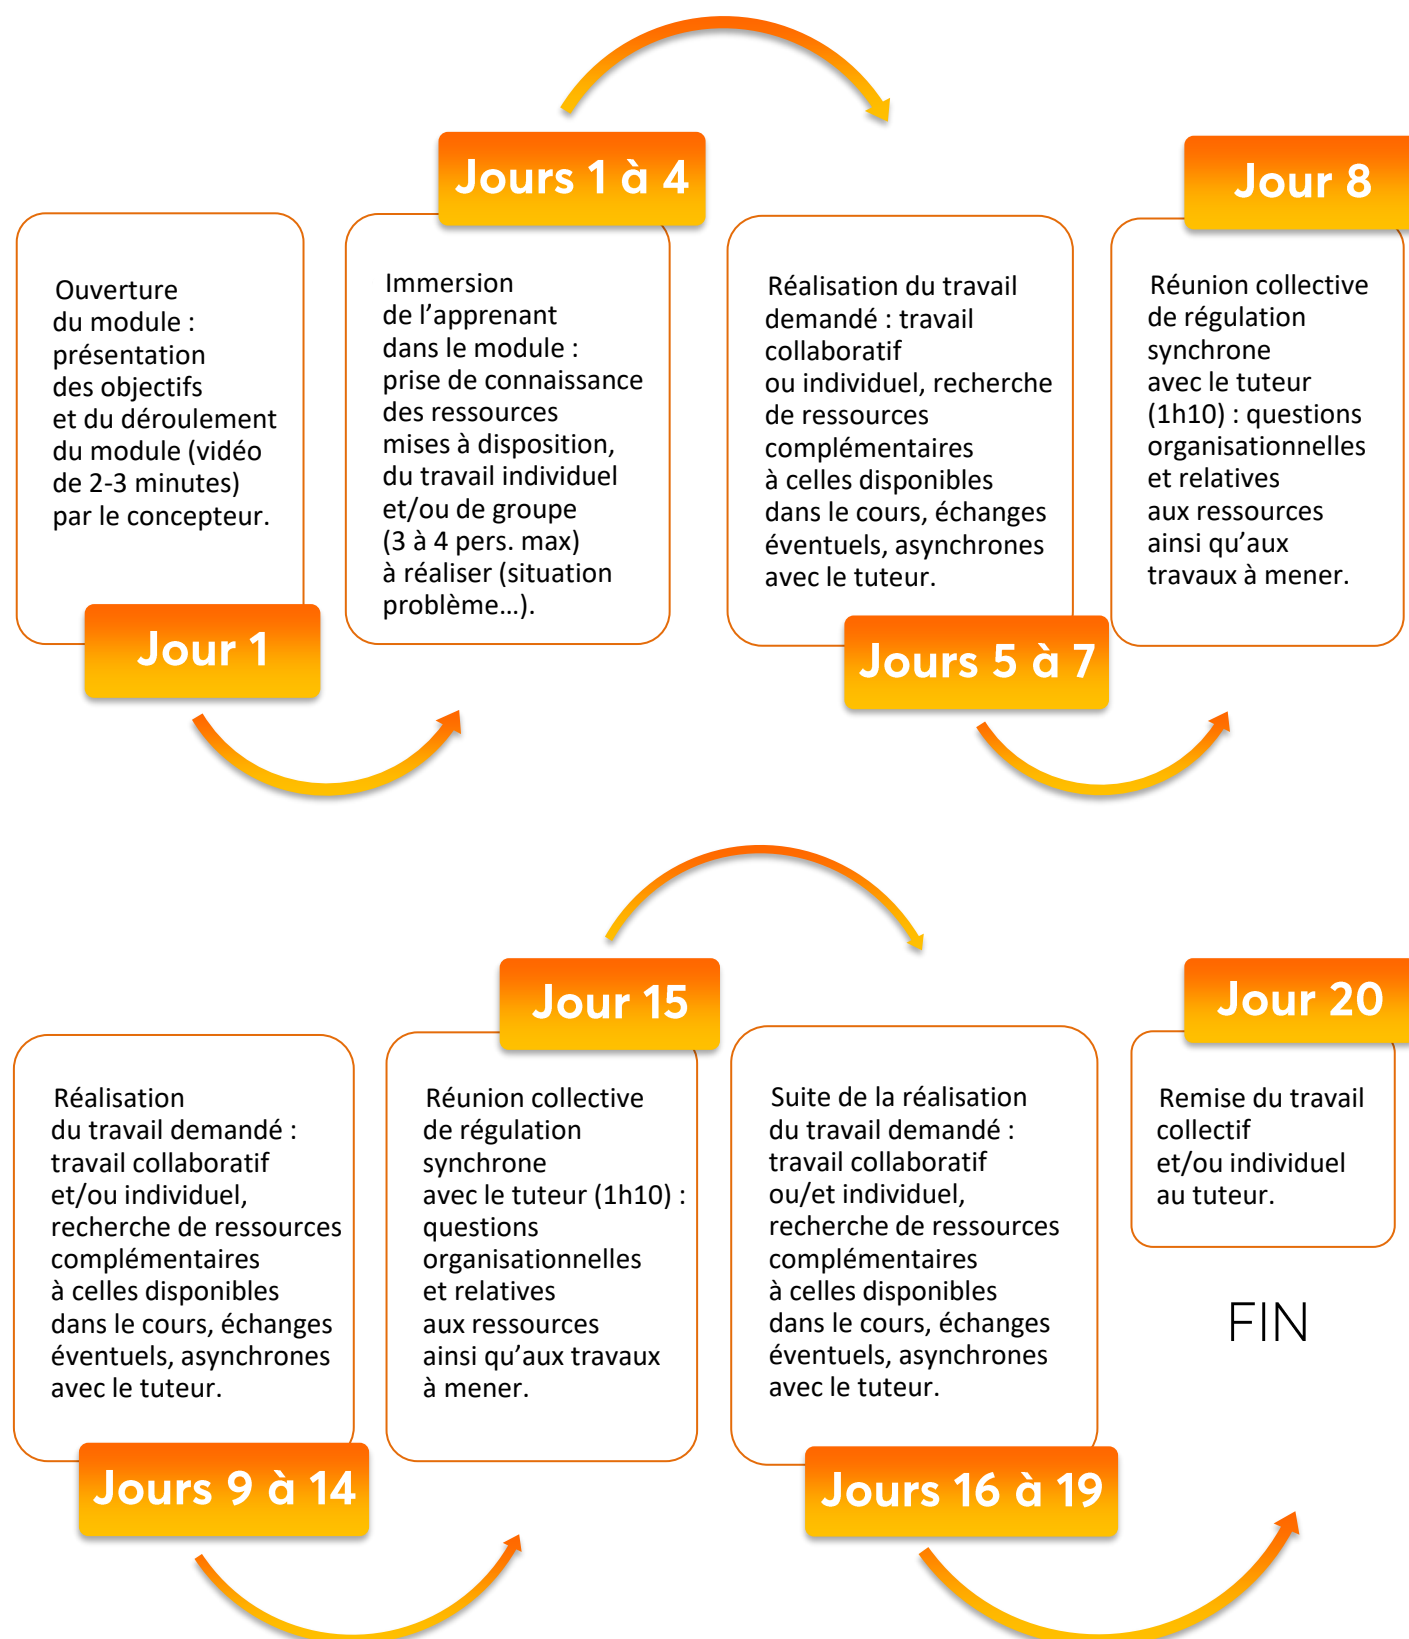 Jour 1
Ouverture
du module :
présentation
des objectifs
et du déroulement
du module (vidéo
de 2-3 minutes)
par le concepteur.
Jours 1 à 4
Immersion
de l’apprenant
dans le module :
prise de connaissance
des ressources
mises à disposition,
du travail individuel
et/ou de groupe
(3 à 4 pers. max)
à réaliser (situation
problème…).
Jours 5 à 7
Réalisation du travail
demandé : travail
collaboratif
ou individuel, recherche
de ressources
complémentaires
à celles disponibles
dans le cours, échanges
éventuels, asynchrones
avec le tuteur.
Jour 8
Réunion collective
de régulation
synchrone
avec le tuteur
(1h10) : questions
organisationnelles
et relatives
aux ressources
ainsi qu’aux
travaux à mener.
Jours 9 à 14
Réalisation
du travail demandé :
travail collaboratif
et/ou individuel,
recherche de ressources
complémentaires
à celles disponibles
dans le cours, échanges
éventuels, asynchrones
avec le tuteur.
Jour 15
Réunion collective
de régulation
synchrone
avec le tuteur (1h10) :
questions
organisationnelles
et relatives
aux ressources
ainsi qu’aux travaux
à mener.
Jours 16 à 19
Suite de la réalisation
du travail demandé :
travail collaboratif
ou/et individuel,
recherche de ressources
complémentaires
à celles disponibles
dans le cours, échanges
éventuels, asynchrones
avec le tuteur.
Jour 20
Remise du travail
collectif
et/ou individuel
au tuteur.
FIN